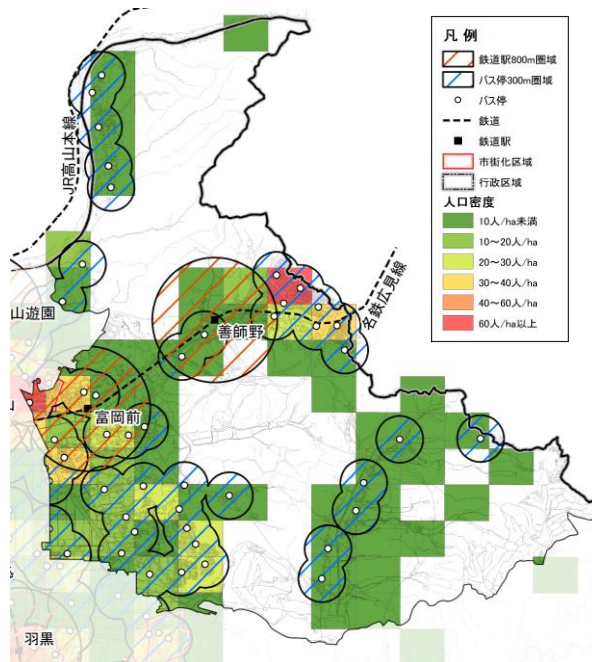 凡 例
鉄道駅800m圏域
バス停300m圏域
バス停
鉄道
鉄道駅
市街化区域
行政区域
人口密度
10人/ha未満
10～20人/ha
20～30人/ha
30～40人/ha
40～60人/ha
60人/ha以上
JR高山本線
名鉄広見線
山遊園
善師野
山
富岡前
羽黒